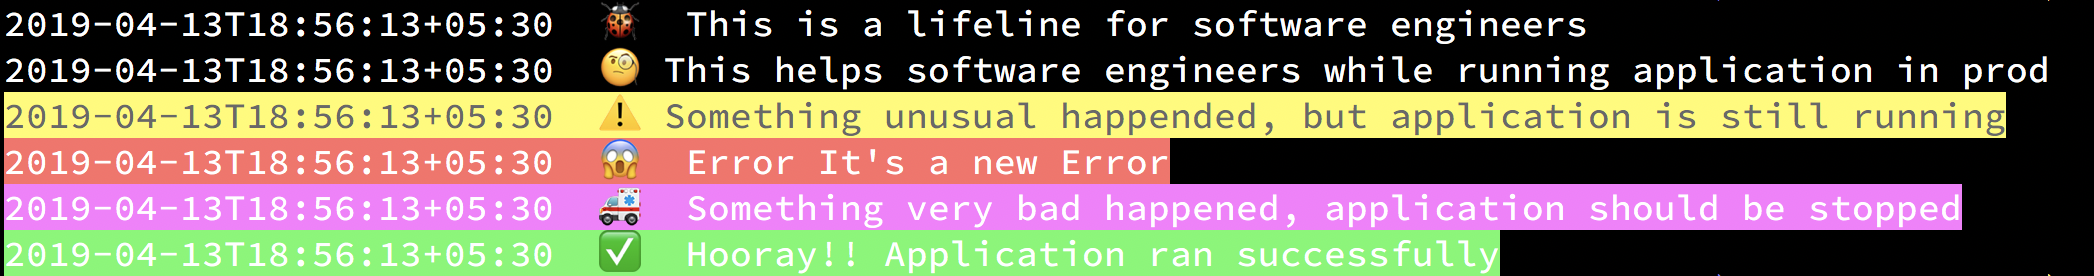 2019-04-13T18:56:13+05:30 🐞 This is a lifeline for software engineers
2019-04-13T18:56:13+05:30 🧐 This helps software engineers while running application in prod
2019-04-13T18:56:13+05:30 ⚠️ Something unusual happended, but application is still running
2019-04-13T18:56:13+05:30 😱 Error It's a new Error
2019-04-13T18:56:13+05:30 🚑 Something very bad happened, application should be stopped
2019-04-13T18:56:13+05:30 ✅ Hooray!! Application ran successfully